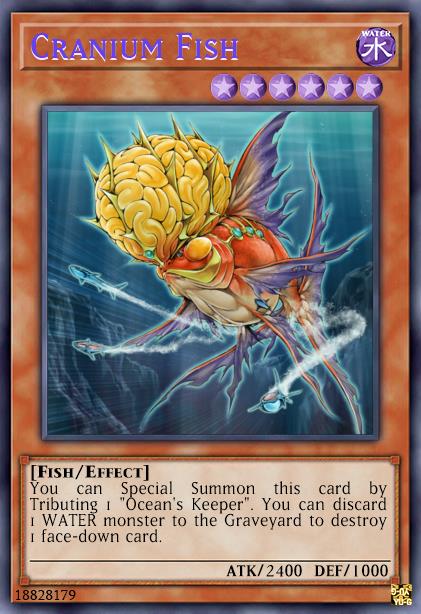 Cranium Fish
WATER
水
[Fish/Effect]
You can Special Summon this card by
Tributing 1 "Ocean's Keeper". You can discard
1 WATER monster to the Graveyard to destroy
1 face-down card.
ATK/2400 DEF/1000
18828179